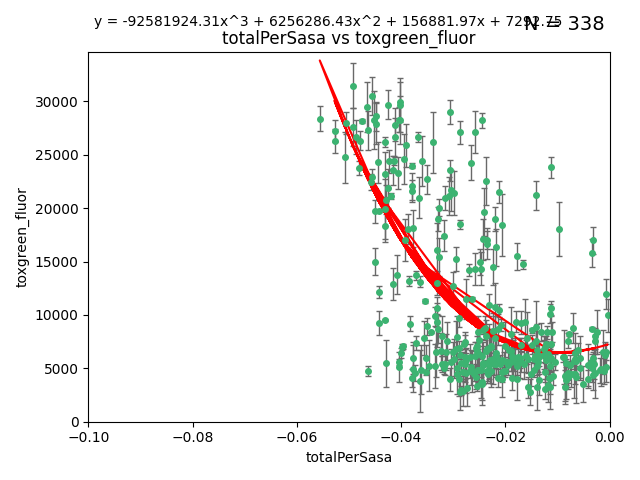 y = -92581924.31x^3 + 6256286.43x^2 + 156881.97x + 7292.75
N = 338
totalPerSasa vs toxgreen_fluor
30000
25000
20000
15000
10000
5000
0
toxgreen_fluor
−0.10 −0.08 −0.06 −0.04 −0.02 0.00
totalPerSasa